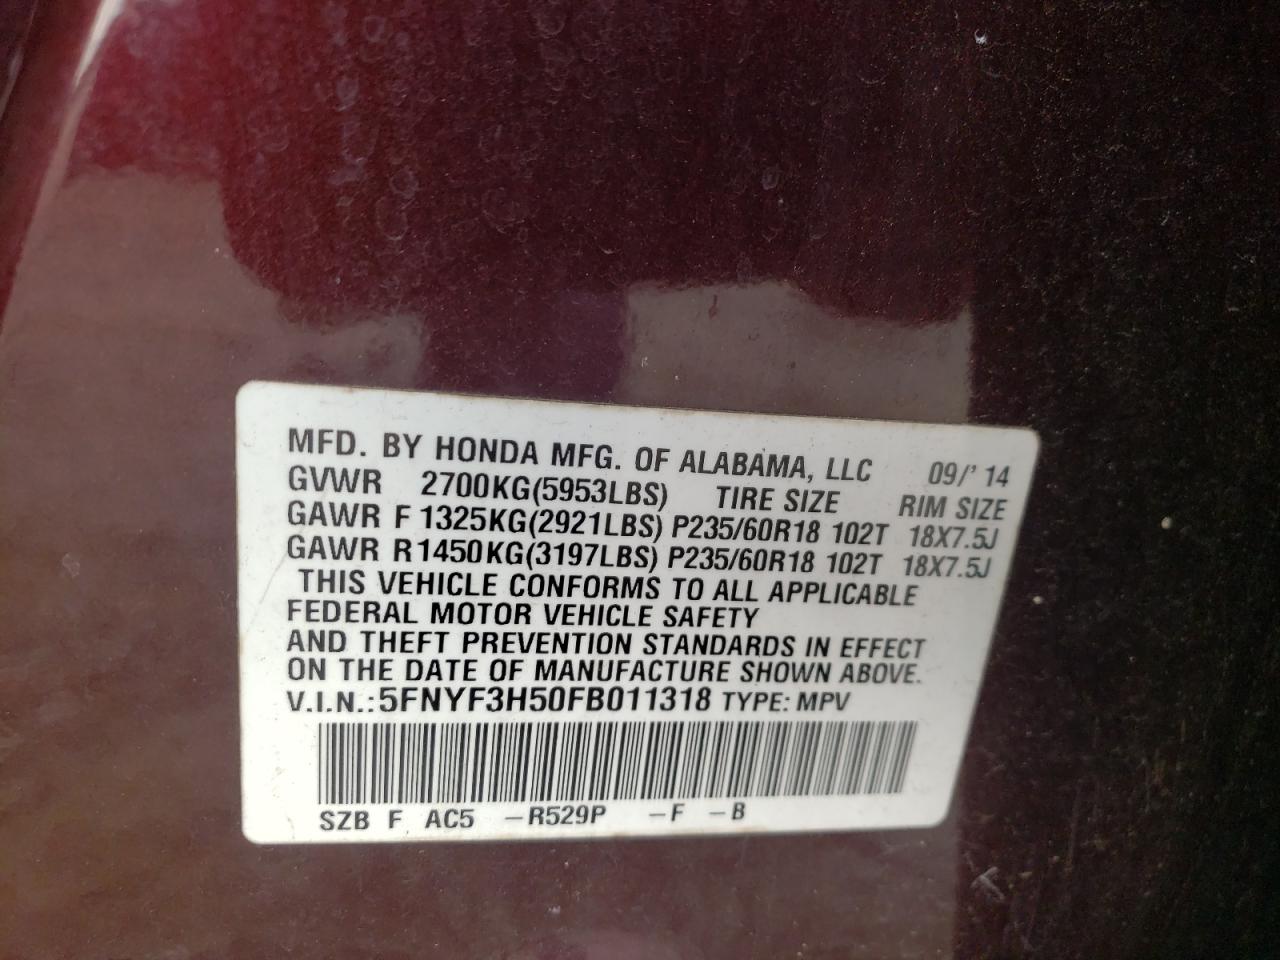 MFD. BY HONDA MFG. OF ALABAMA, LLC 09/' 14
GVWR 2700KG(5953LBS) TIRE SIZE RIM SIZE
GAWR F 1325KG(2921LBS) P235/60R18 102T 18X7.5J
GAWR R 1450KG(3197LBS) P235/60R18 102T 18X7.5J
THIS VEHICLE CONFORMS TO ALL APPLICABLE
FEDERAL MOTOR VEHICLE SAFETY
AND THEFT PREVENTION STANDARDS IN EFFECT
ON THE DATE OF MANUFACTURE SHOWN ABOVE.
V.I.N.:5FNYF3H50FB011318 TYPE: MPV
SZB F AC5 -R529P -F -B